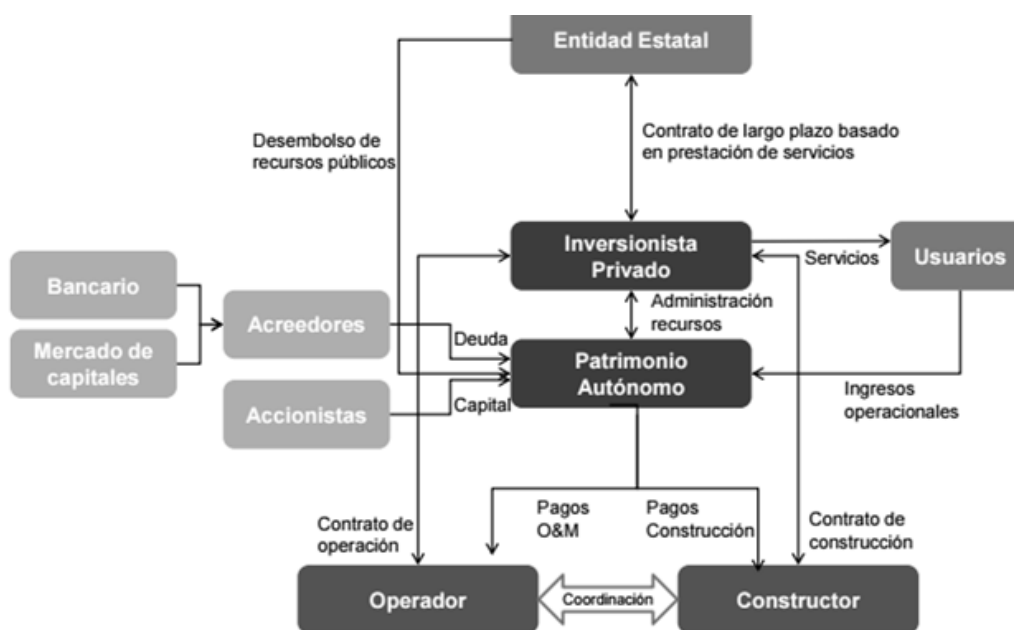 Entidad Estatal
Desembolso de
recursos públicos
Contrato de largo plazo basado
en prestación de servicios
Inversionista
Privado
Servicios
Usuarios
Bancario
Mercado de
capitales
Acreedores
Deuda
Administración
recursos
Patrimonio
Autónomo
Accionistas
Capital
Ingresos
operacionales
Contrato de
operación
Pagos
O&M
Pagos
Construcción
Contrato de
construcción
Operador
Coordinación
Constructor